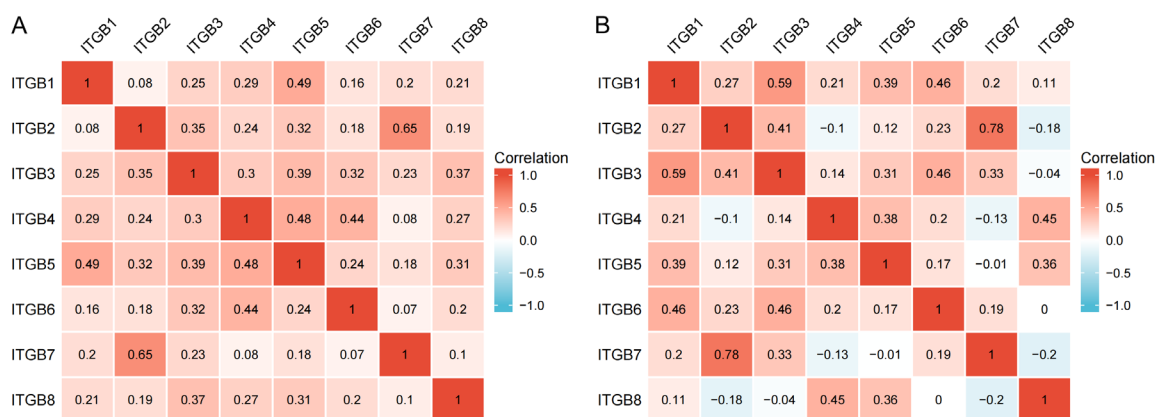 A
ITGB1 ITGB2 ITGB3 ITGB4 ITGB5 ITGB6 ITGB7 ITGB8
ITGB1 1 0.08 0.25 0.29 0.49 0.16 0.2 0.21
ITGB2 0.08 1 0.35 0.24 0.32 0.18 0.65 0.19
ITGB3 0.25 0.35 1 0.3 0.39 0.32 0.23 0.37
ITGB4 0.29 0.24 0.3 1 0.48 0.44 0.08 0.27
ITGB5 0.49 0.32 0.39 0.48 1 0.24 0.18 0.31
ITGB6 0.16 0.18 0.32 0.44 0.24 1 0.07 0.2
ITGB7 0.2 0.65 0.23 0.08 0.18 0.07 1 0.1
ITGB8 0.21 0.19 0.37 0.27 0.31 0.2 0.1 1
Correlation
1.0
0.5
0.0
−0.5
−1.0
B
ITGB1 ITGB2 ITGB3 ITGB4 ITGB5 ITGB6 ITGB7 ITGB8
ITGB1 1 0.27 0.59 0.21 0.39 0.46 0.2 0.11
ITGB2 0.27 1 0.41 −0.1 0.12 0.23 0.78 −0.18
ITGB3 0.59 0.41 1 0.14 0.31 0.46 0.33 −0.04
ITGB4 0.21 −0.1 0.14 1 0.38 0.2 −0.13 0.45
ITGB5 0.39 0.12 0.31 0.38 1 0.17 −0.01 0.36
ITGB6 0.46 0.23 0.46 0.2 0.17 1 0.19 0
ITGB7 0.2 0.78 0.33 −0.13 −0.01 0.19 1 −0.2
ITGB8 0.11 −0.18 −0.04 0.45 0.36 0 −0.2 1
Correlation
1.0
0.5
0.0
−0.5
−1.0